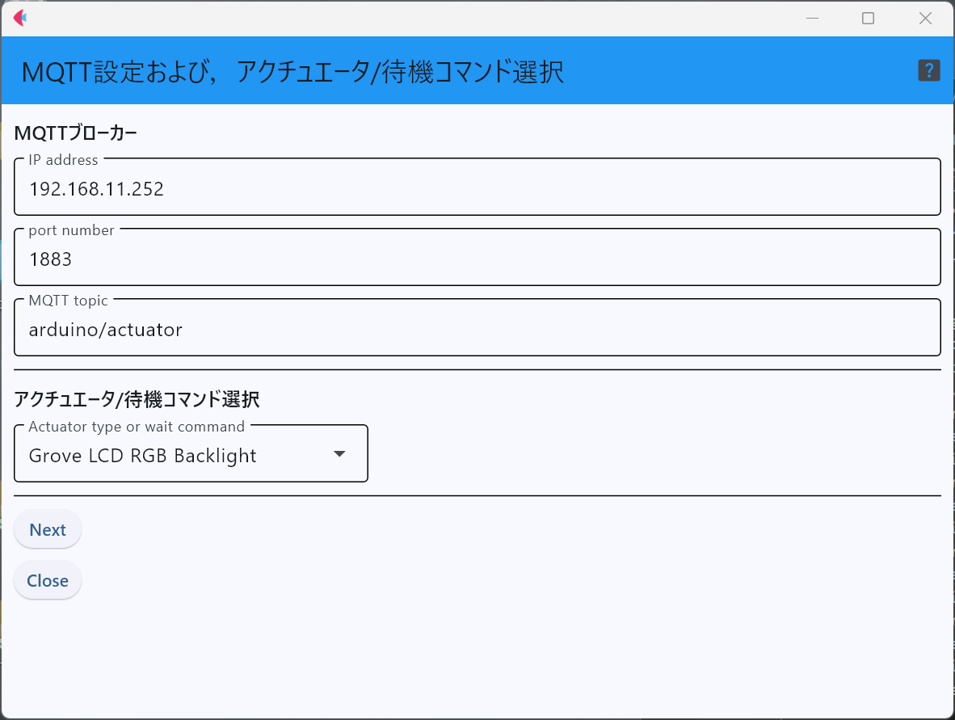 MQTT設定および，アクチュエータ/待機コマンド選択
?
MQTTブローカー
IP address
192.168.11.252
port number
1883
MQTT topic
arduino/actuator
アクチュエータ/待機コマンド選択
Actuator type or wait command
Grove LCD RGB Backlight
Next
Close